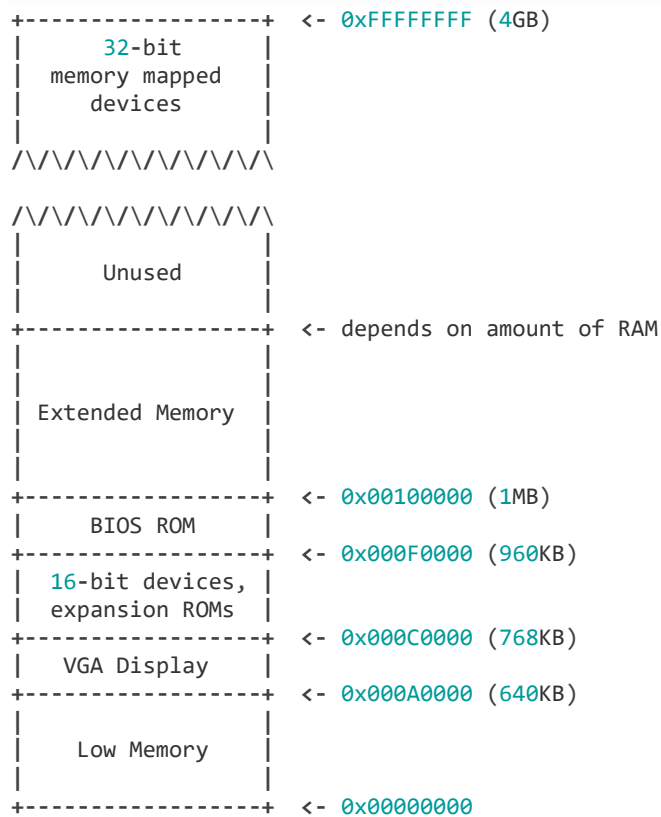 +------------------+  <- 0xFFFFFFFF (4GB)
|      32-bit      |
|  memory mapped   |
|     devices      |
|                  |
/\/\/\/\/\/\/\/\/\/\
/\/\/\/\/\/\/\/\/\/\
|                  |
|      Unused      |
|                  |
+------------------+  <- depends on amount of RAM
|                  |
|                  |
| Extended Memory  |
|                  |
|                  |
+------------------+  <- 0x00100000 (1MB)
|     BIOS ROM     |
+------------------+  <- 0x000F0000 (960KB)
|  16-bit devices, |
|  expansion ROMs  |
+------------------+  <- 0x000C0000 (768KB)
|   VGA Display    |
+------------------+  <- 0x000A0000 (640KB)
|                  |
|    Low Memory    |
|                  |
+------------------+  <- 0x00000000